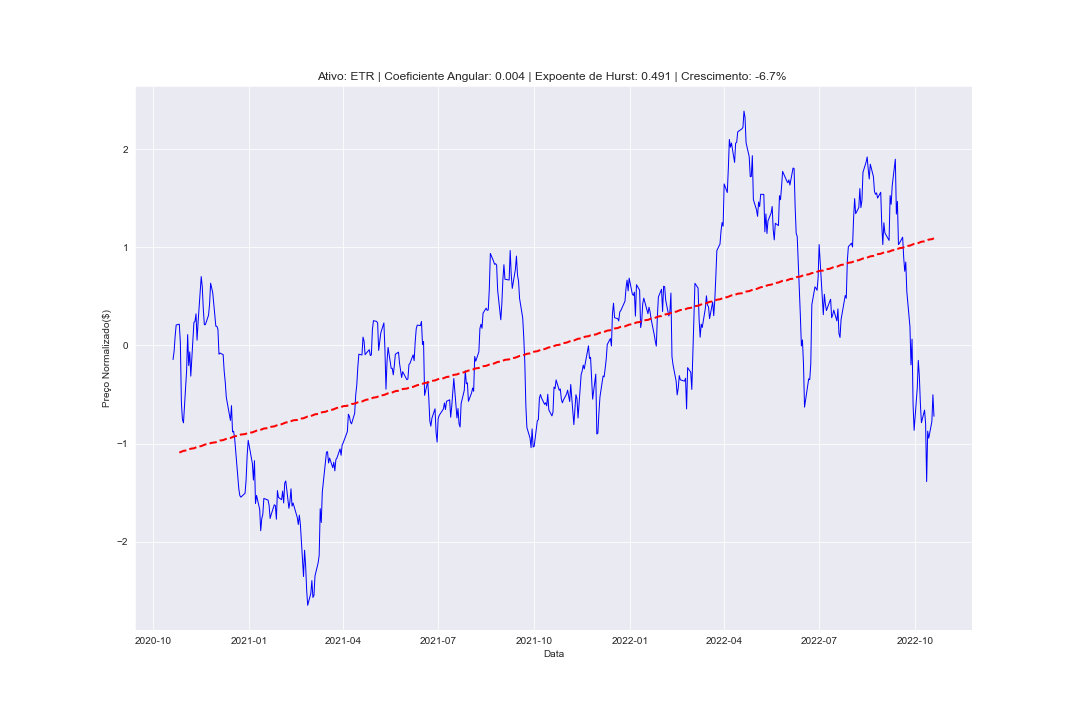 Ativo: ETR | Coeficiente Angular: 0.004 | Expoente de Hurst: 0.491 | Crescimento: -6.7%
Preço Normalizado($)
2
1
0
−1
−2
2020-10 2021-01 2021-04 2021-07 2021-10 2022-01 2022-04 2022-07 2022-10
Data